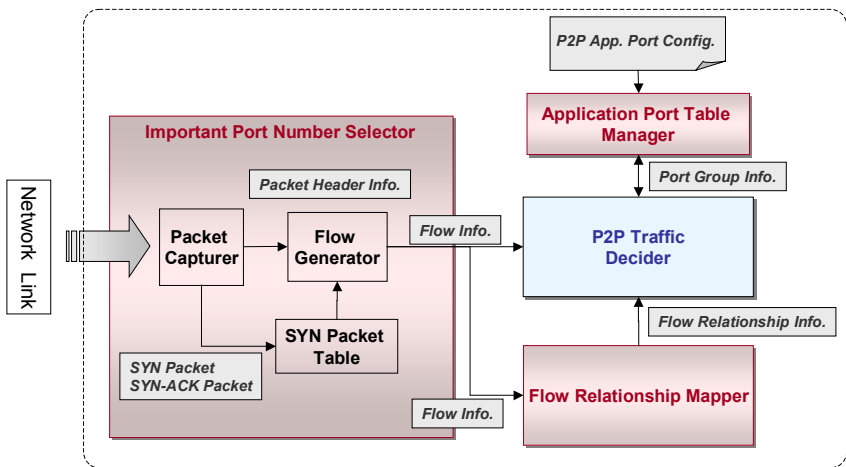 P2P App. Port Config.
Important Port Number Selector
Application Port Table
Manager
Packet Header Info.
Port Group Info.
Network Link
Packet
Capturer
Flow
Generator
Flow Info.
P2P Traffic
Decider
SYN Packet
Table
Flow Relationship Info.
SYN Packet
SYN-ACK Packet
Flow Info.
Flow Relationship Mapper